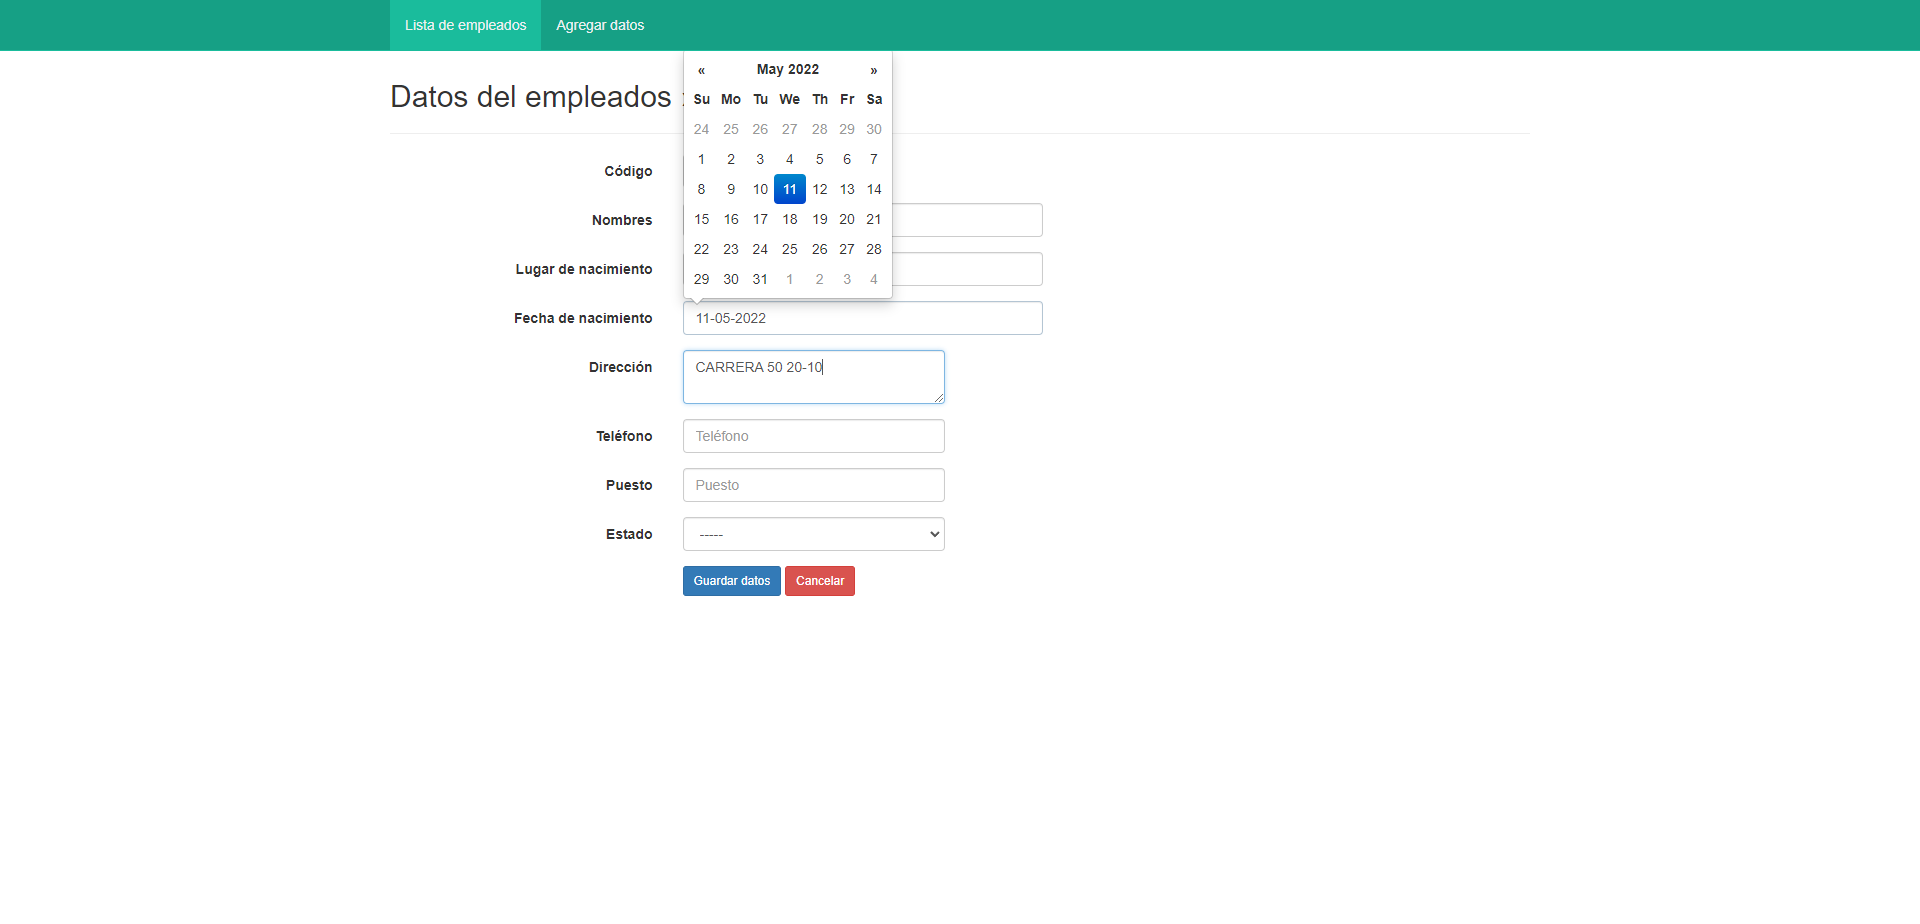 Lista de empleados Agregar datos
« May 2022 »
Su Mo Tu We Th Fr Sa
24 25 26 27 28 29 30
1 2 3 4 5 6 7
8 9 10 11 12 13 14
15 16 17 18 19 20 21
22 23 24 25 26 27 28
29 30 31 1 2 3 4
Datos del empleados
Código
Nombres
Lugar de nacimiento
Fecha de nacimiento 11-05-2022
Dirección CARRERA 50 20-10
Teléfono Teléfono
Puesto Puesto
Estado -----
Guardar datos Cancelar